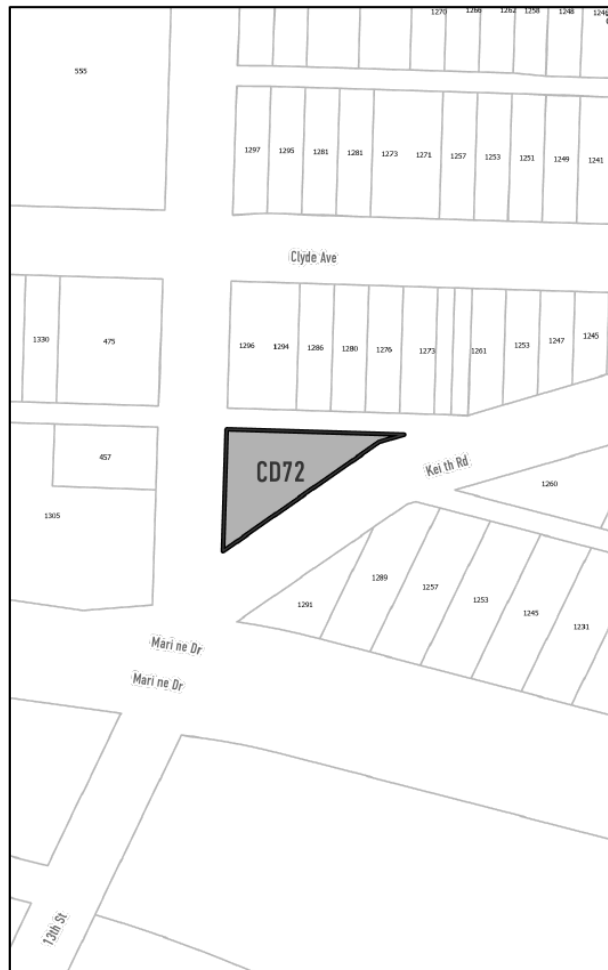 1270 1266 1262 1258 1248
555
1297 1295 1281 1281 1273 1271 1257 1253 1251 1249 1241
Clyde Ave
1330 475 1296 1294 1286 1280 1276 1273 1261 1253 1247 1245
457
CD72
Kei th Rd
1260
1305
1289
1257
1253
1245
1231
1291
Mari ne Dr
Mari ne Dr
13th St